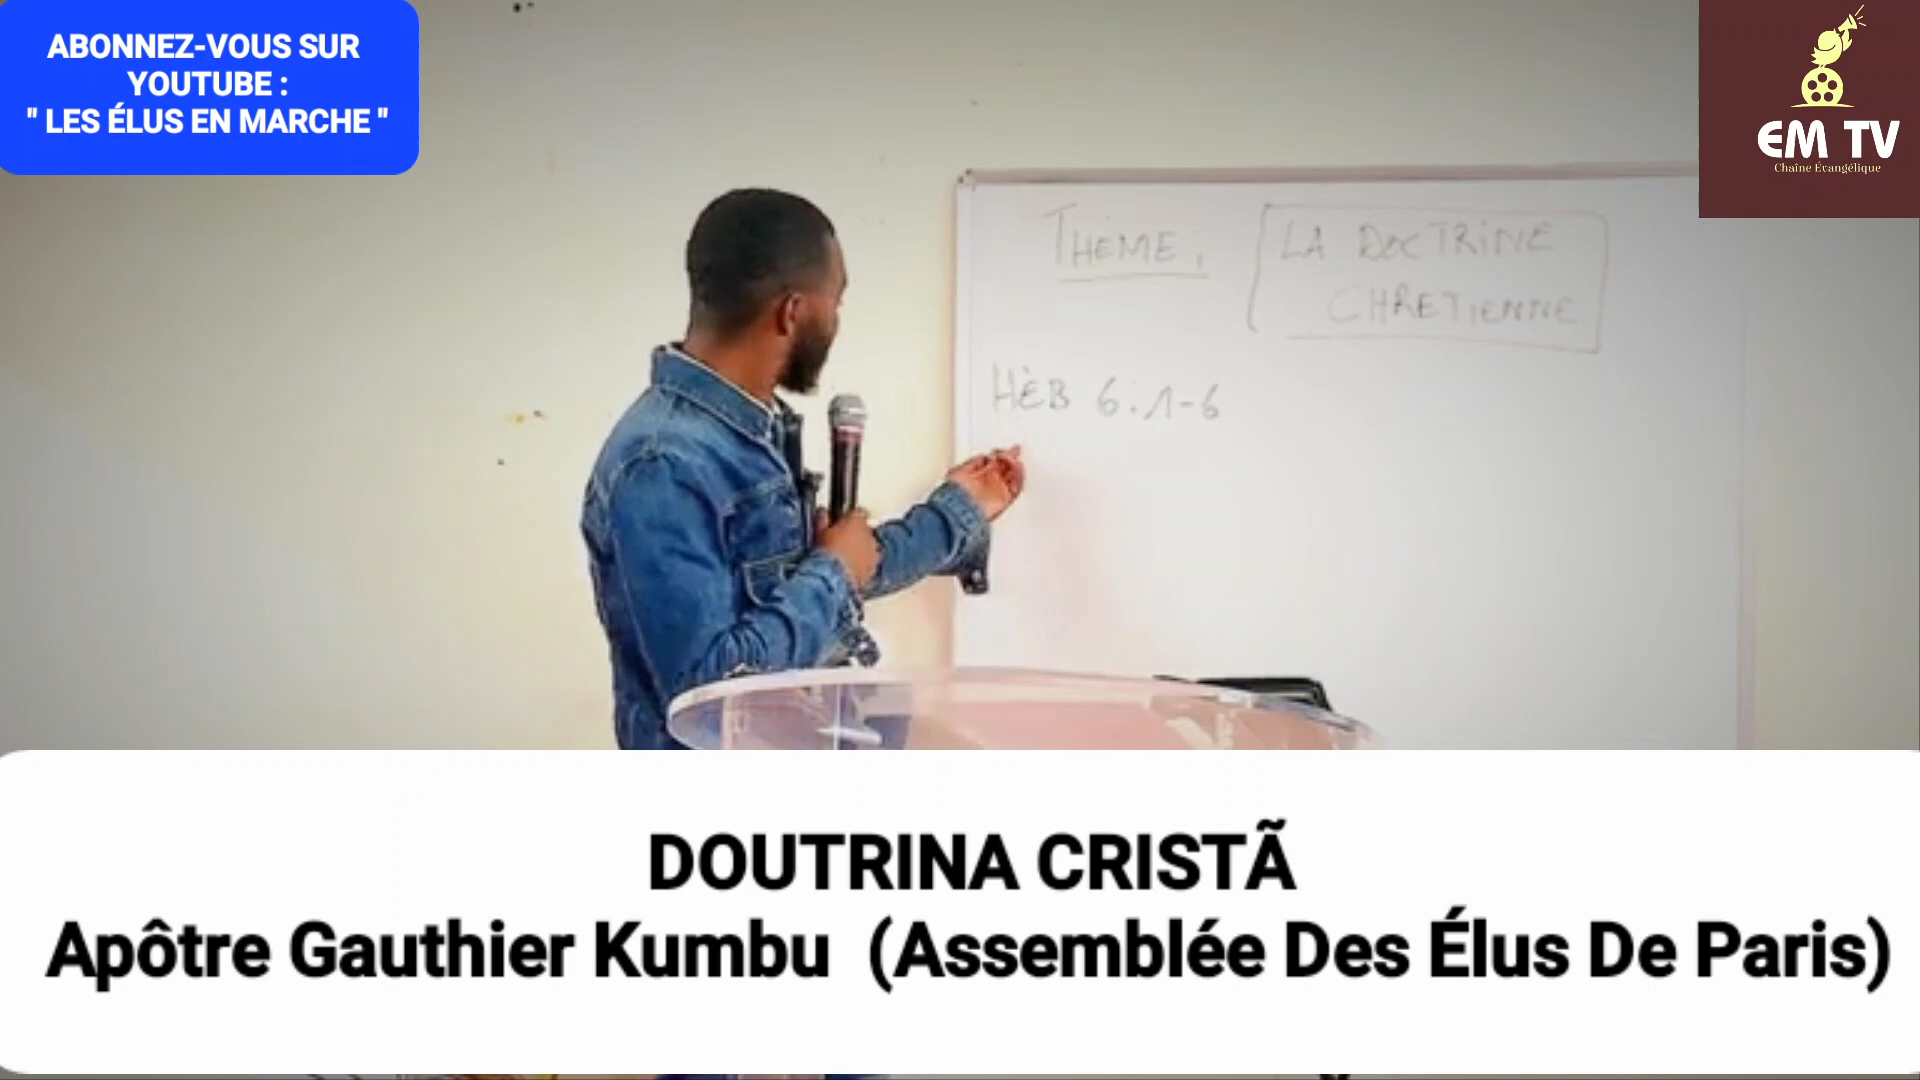 ABONNEZ-VOUS SUR
YOUTUBE :
" LES ÉLUS EN MARCHE "
EM TV
Chaîne Évangélique
THÈME. LA DOCTRINE
CHRETIENNE
HÈB 6:1-6
DOUTRINA CRISTÃ
Apôtre Gauthier Kumbu (Assemblée Des Élus De Paris)